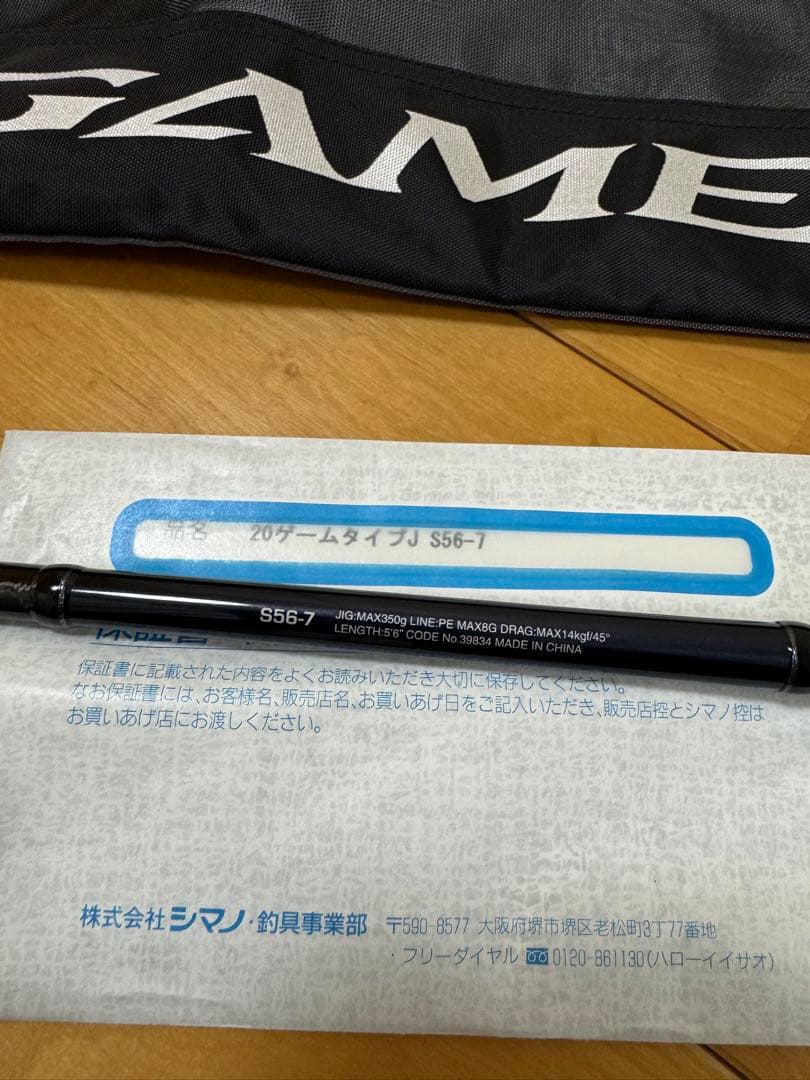 GAME
品名 20ゲームタイプJ S56-7
S56-7 JIG:MAX350g LINE:PE MAX8G DRAG:MAX14kgf/45°
LENGTH:5'6" CODE No.39834 MADE IN CHINA
保証書
保証書に記載された内容をよくお読みいただき大切に保存してください。
なお保証書には、お客様名、販売店名、お買いあげ日をご記入いただき、販売店控とシマノ控は
お買いあげ店にお渡しください。
株式会社シマノ・釣具事業部 〒590-8577 大阪府堺市堺区老松町3丁77番地
・フリーダイヤル 0120-861130(ハローイイサオ)